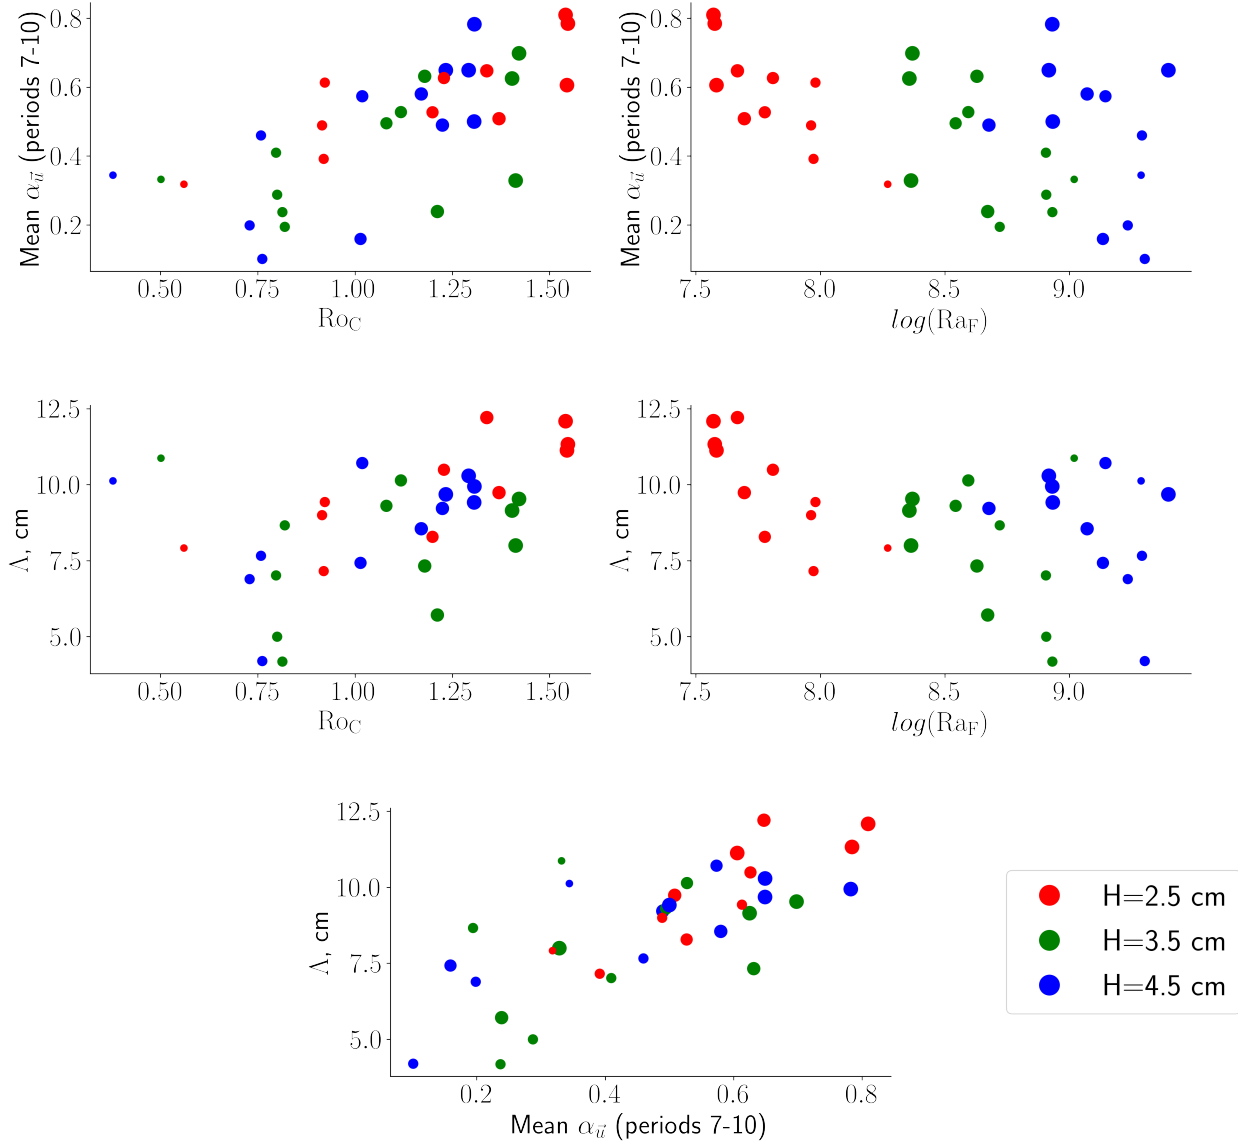 0.8
0.6
0.4
0.2
Mean α_u⃗ (periods 7-10)
0.50 0.75 1.00 1.25 1.50
Ro_C
0.8
0.6
0.4
0.2
Mean α_u⃗ (periods 7-10)
7.5 8.0 8.5 9.0
log(Ra_F)
12.5
10.0
7.5
5.0
Λ, cm
0.50 0.75 1.00 1.25 1.50
Ro_C
12.5
10.0
7.5
5.0
Λ, cm
7.5 8.0 8.5 9.0
log(Ra_F)
12.5
10.0
7.5
5.0
Λ, cm
0.2 0.4 0.6 0.8
Mean α_u⃗ (periods 7-10)
H=2.5 cm
H=3.5 cm
H=4.5 cm